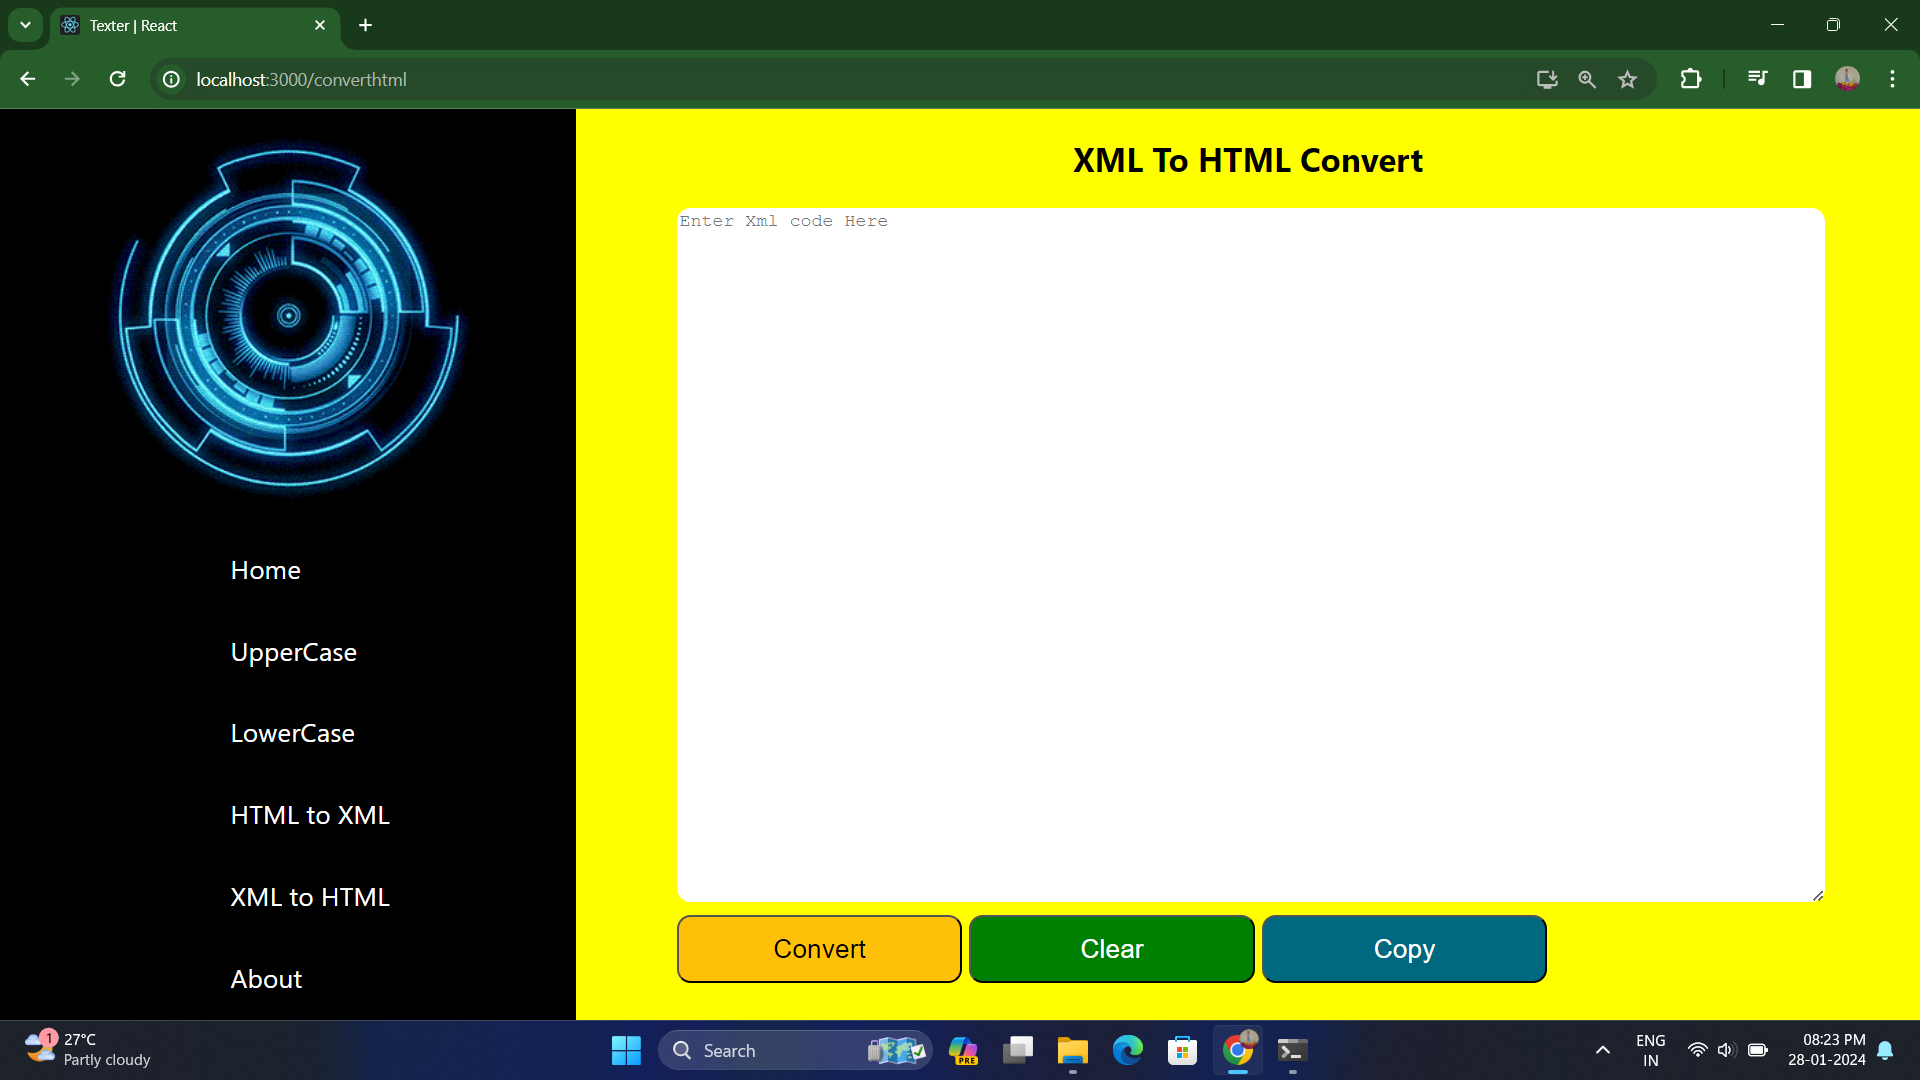 Texter | React
localhost:3000/converthtml
XML To HTML Convert
Enter Xml code Here
Home
UpperCase
LowerCase
HTML to XML
XML to HTML
About
Convert
Clear
Copy
1
27°C
Partly cloudy
Search
PRE
ENG
IN
08:23 PM
28-01-2024